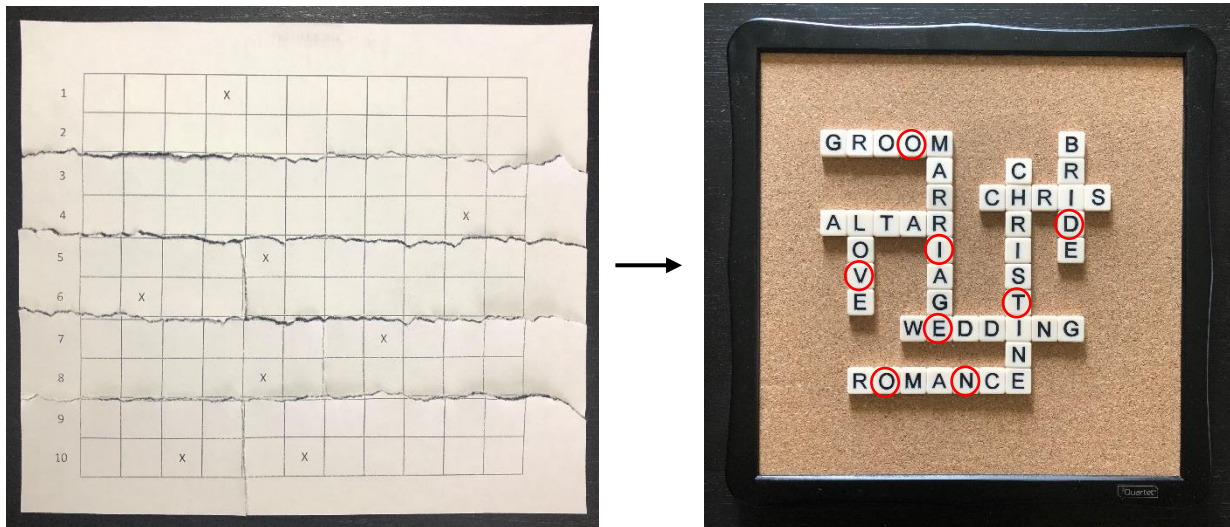 1 X
2
3
4 X
5 X
6 X
7 X
8 X
9
10 X X
GROOM
MARRIAGE
BRIDE
CHRISTINE
CHRIS
ALTAR
LOVE
WEDDING
ROMANCE
Quartet